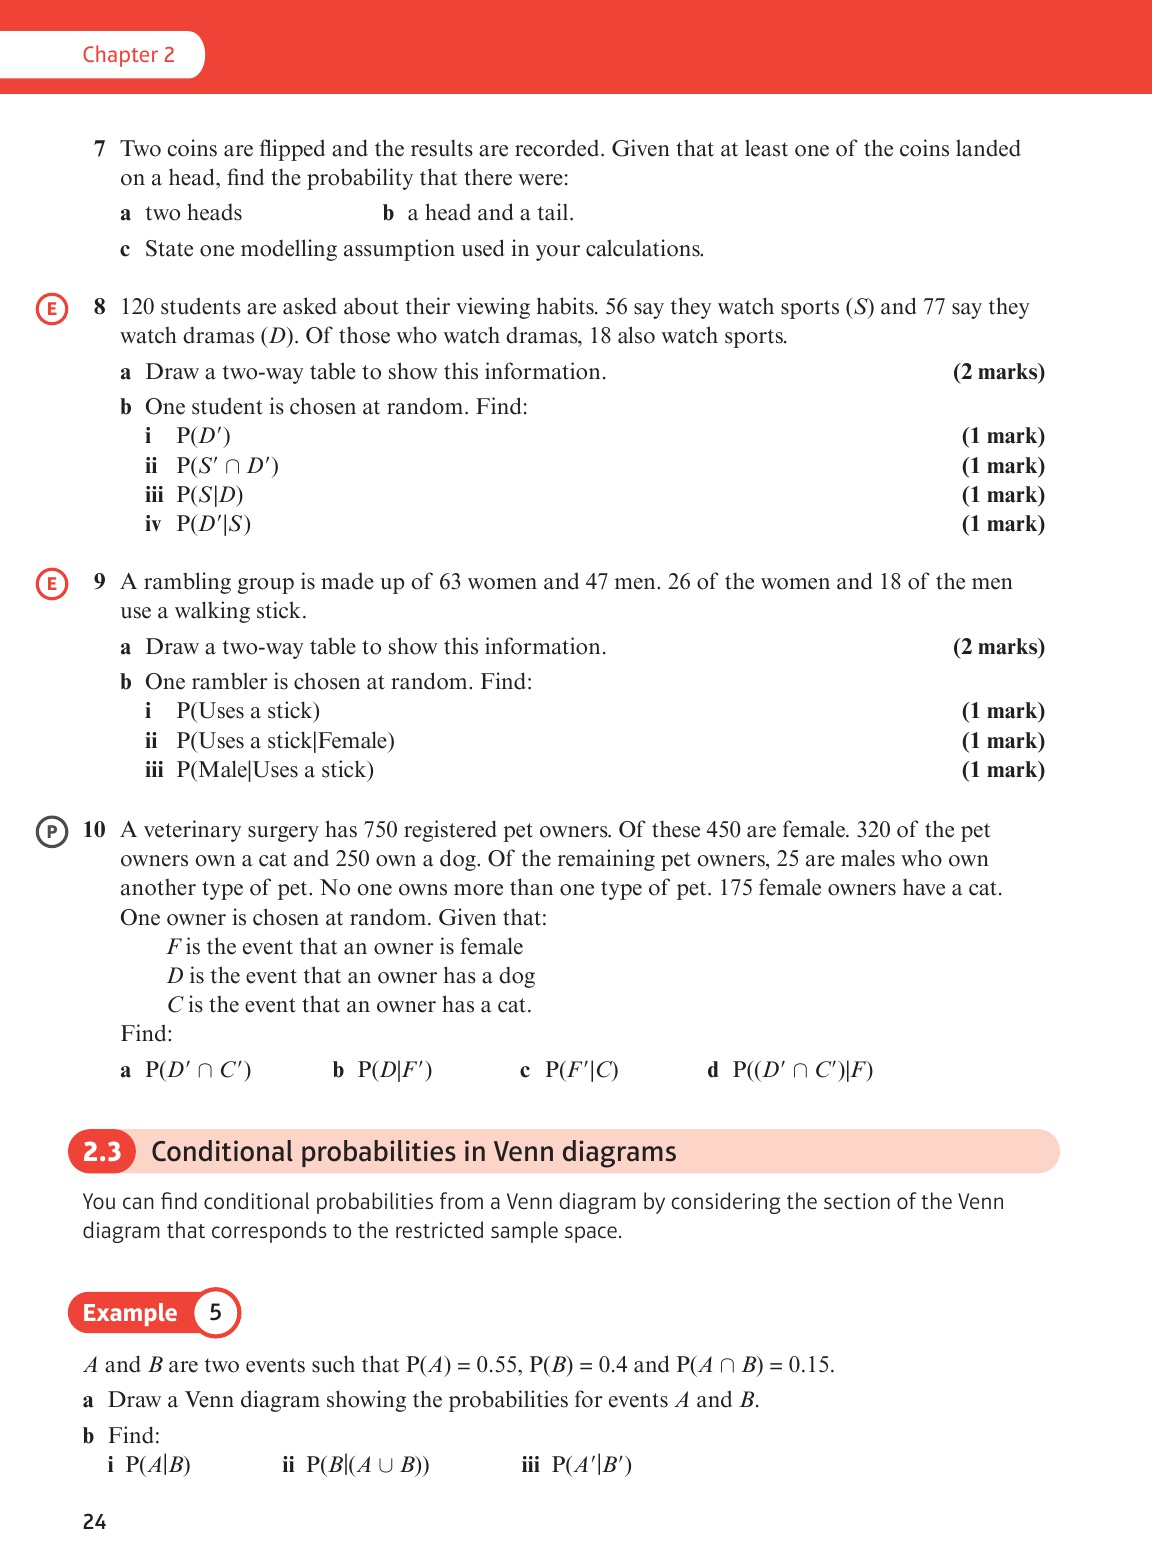 Chapter 2
7 Two coins are flipped and the results are recorded. Given that at least one of the coins landed
on a head, find the probability that there were:
a two heads b a head and a tail.
c State one modelling assumption used in your calculations.
E 8 120 students are asked about their viewing habits. 56 say they watch sports (S) and 77 say they
watch dramas (D). Of those who watch dramas, 18 also watch sports.
a Draw a two-way table to show this information. (2 marks)
b One student is chosen at random. Find:
i P(D′) (1 mark)
ii P(S′ ∩ D′) (1 mark)
iii P(S|D) (1 mark)
iv P(D′|S) (1 mark)
E 9 A rambling group is made up of 63 women and 47 men. 26 of the women and 18 of the men
use a walking stick.
a Draw a two-way table to show this information. (2 marks)
b One rambler is chosen at random. Find:
i P(Uses a stick) (1 mark)
ii P(Uses a stick|Female) (1 mark)
iii P(Male|Uses a stick) (1 mark)
P 10 A veterinary surgery has 750 registered pet owners. Of these 450 are female. 320 of the pet
owners own a cat and 250 own a dog. Of the remaining pet owners, 25 are males who own
another type of pet. No one owns more than one type of pet. 175 female owners have a cat.
One owner is chosen at random. Given that:
F is the event that an owner is female
D is the event that an owner has a dog
C is the event that an owner has a cat.
Find:
a P(D′ ∩ C′) b P(D|F′) c P(F′|C) d P((D′ ∩ C′)|F)
2.3 Conditional probabilities in Venn diagrams
You can find conditional probabilities from a Venn diagram by considering the section of the Venn
diagram that corresponds to the restricted sample space.
Example 5
A and B are two events such that P(A) = 0.55, P(B) = 0.4 and P(A ∩ B) = 0.15.
a Draw a Venn diagram showing the probabilities for events A and B.
b Find:
i P(A|B) ii P(B|(A ∪ B)) iii P(A′|B′)
24